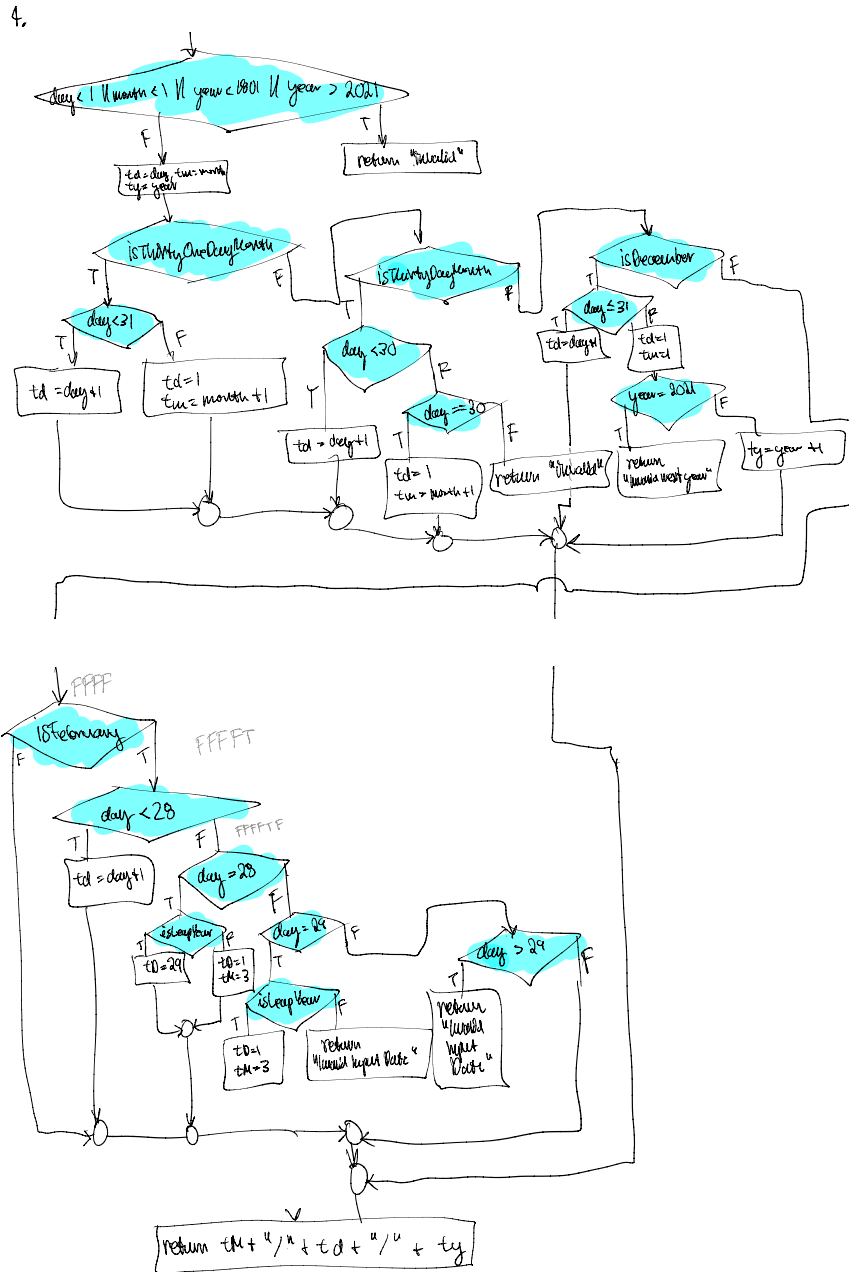 4.
day < 1 || month < 1 || year < 1801 || year > 2021
F
T
td = day, tm = month
ty = year
return "invalid"
isThirtyOneDayMonth
T
F
isThirtyDayMonth
T
F
isDecember
T
F
day < 31
T
F
td = day + 1
td = 1
tm = month + 1
day < 30
T
F
td = day + 1
day == 30
T
F
td = 1
tm = month + 1
return "invalid"
day ≤ 31
T
F
td = day + 1
td = 1
tm = 1
year = 2021
T
F
return
"invalid next year"
ty = year + 1
FFFF
isFebruary
F
T
FFFFT
day < 28
T
F
FFFFTF
td = day + 1
day = 28
T
F
isLeapYear
T
F
tD = 29
tD = 1
tM = 3
day = 29
F
T
isLeapYear
T
F
tD = 1
tM = 3
return
"Invalid Input Date"
day > 29
T
F
return
"Invalid
Input
Date"
return tM + "/" + td + "/" + ty